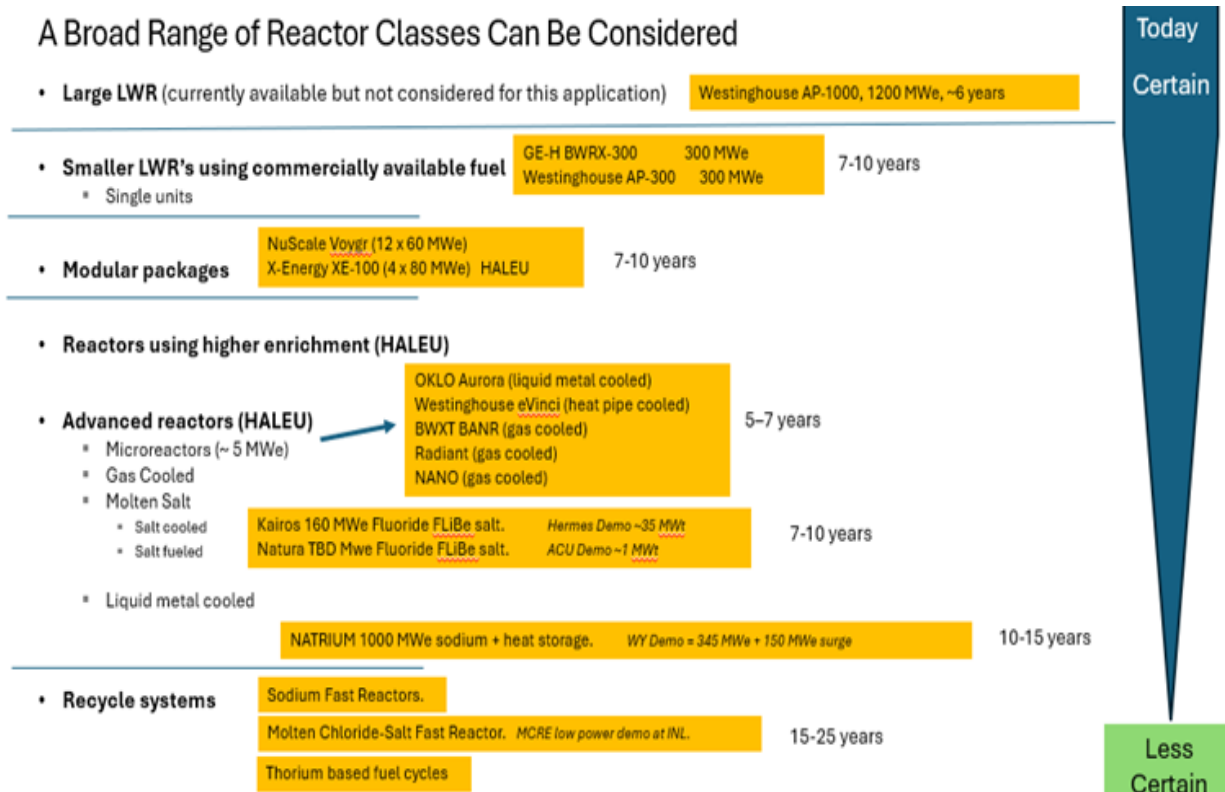 A Broad Range of Reactor Classes Can Be Considered
Today
Certain
• Large LWR (currently available but not considered for this application)
Westinghouse AP-1000, 1200 MWe, ~6 years
• Smaller LWR's using commercially available fuel
▪ Single units
GE-H BWRX-300 300 MWe
Westinghouse AP-300 300 MWe
7-10 years
• Modular packages
NuScale Voygr (12 x 60 MWe)
X-Energy XE-100 (4 x 80 MWe) HALEU
7-10 years
• Reactors using higher enrichment (HALEU)
• Advanced reactors (HALEU)
▪ Microreactors (~ 5 MWe)
▪ Gas Cooled
▪ Molten Salt
▪ Salt cooled
▪ Salt fueled
OKLO Aurora (liquid metal cooled)
Westinghouse eVinci (heat pipe cooled)
BWXT BANR (gas cooled)
Radiant (gas cooled)
NANO (gas cooled)
5–7 years
Kairos 160 MWe Fluoride FLiBe salt. Hermes Demo ~35 MWt
Natura TBD Mwe Fluoride FLiBe salt. ACU Demo ~1 MWt
7-10 years
▪ Liquid metal cooled
NATRIUM 1000 MWe sodium + heat storage. WY Demo = 345 MWe + 150 MWe surge
10-15 years
• Recycle systems
Sodium Fast Reactors.
Molten Chloride-Salt Fast Reactor. MCRE low power demo at INL.
Thorium based fuel cycles
15-25 years
Less
Certain